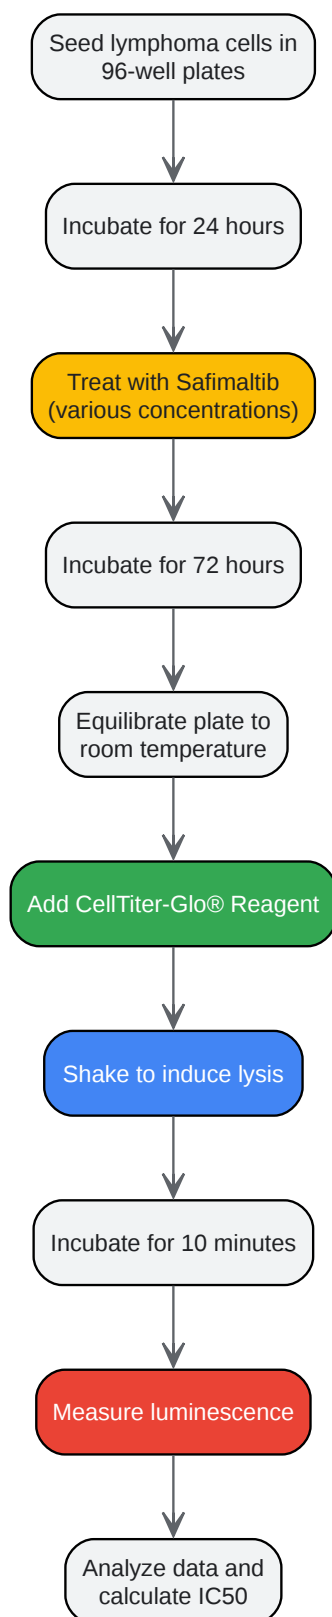 Seed lymphoma cells in
96-well plates
Incubate for 24 hours
Treat with Safimaltib
(various concentrations)
Incubate for 72 hours
Equilibrate plate to
room temperature
Add CellTiter-Glo® Reagent
Shake to induce lysis
Incubate for 10 minutes
Measure luminescence
Analyze data and
calculate IC50